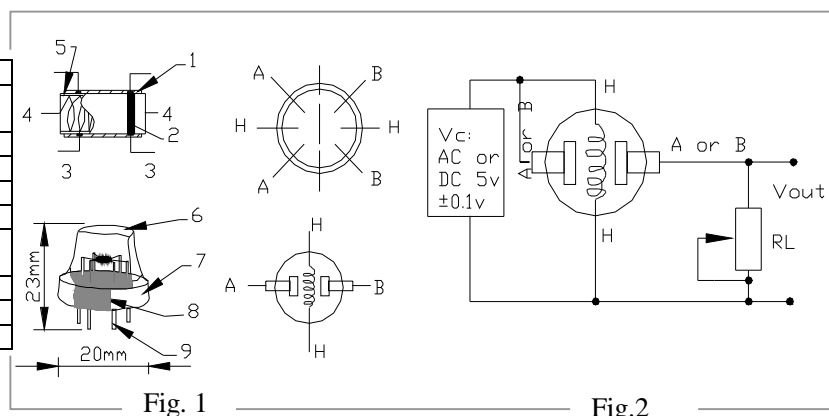 5
1
4
4
2
3
3
A
B
H
H
A
B
6
7
8
9
23mm
20mm
A
B
H
H
Fig. 1
Vc:
AC or
DC 5v
±0.1v
A or B
H
H
A or B
Vout
RL
Fig.2